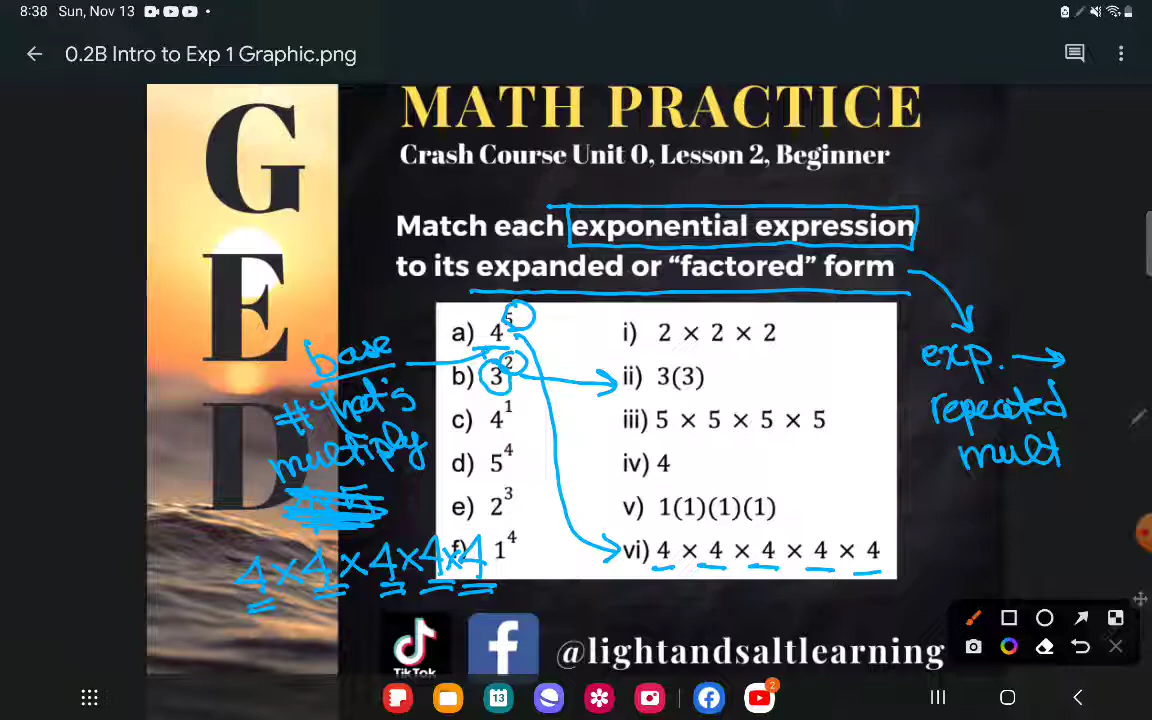 8:38 Sun, Nov 13
0.2B Intro to Exp 1 Graphic.png
GED
MATH PRACTICE
Crash Course Unit 0, Lesson 2, Beginner
Match each exponential expression
to its expanded or “factored” form
a) 4⁵ i) 2 × 2 × 2
b) 3² ii) 3(3)
c) 4¹ iii) 5 × 5 × 5 × 5
d) 5⁴ iv) 4
e) 2³ v) 1(1)(1)(1)
f) 1⁴ vi) 4 × 4 × 4 × 4 × 4
base
# that's
multiply
4×4×4×4×4
exp. →
repeated
mult
TikTok
@lightandsaltlearning
13
2